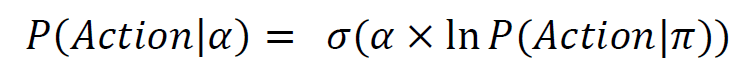 P(Action|α) = σ(α × ln P(Action|π))